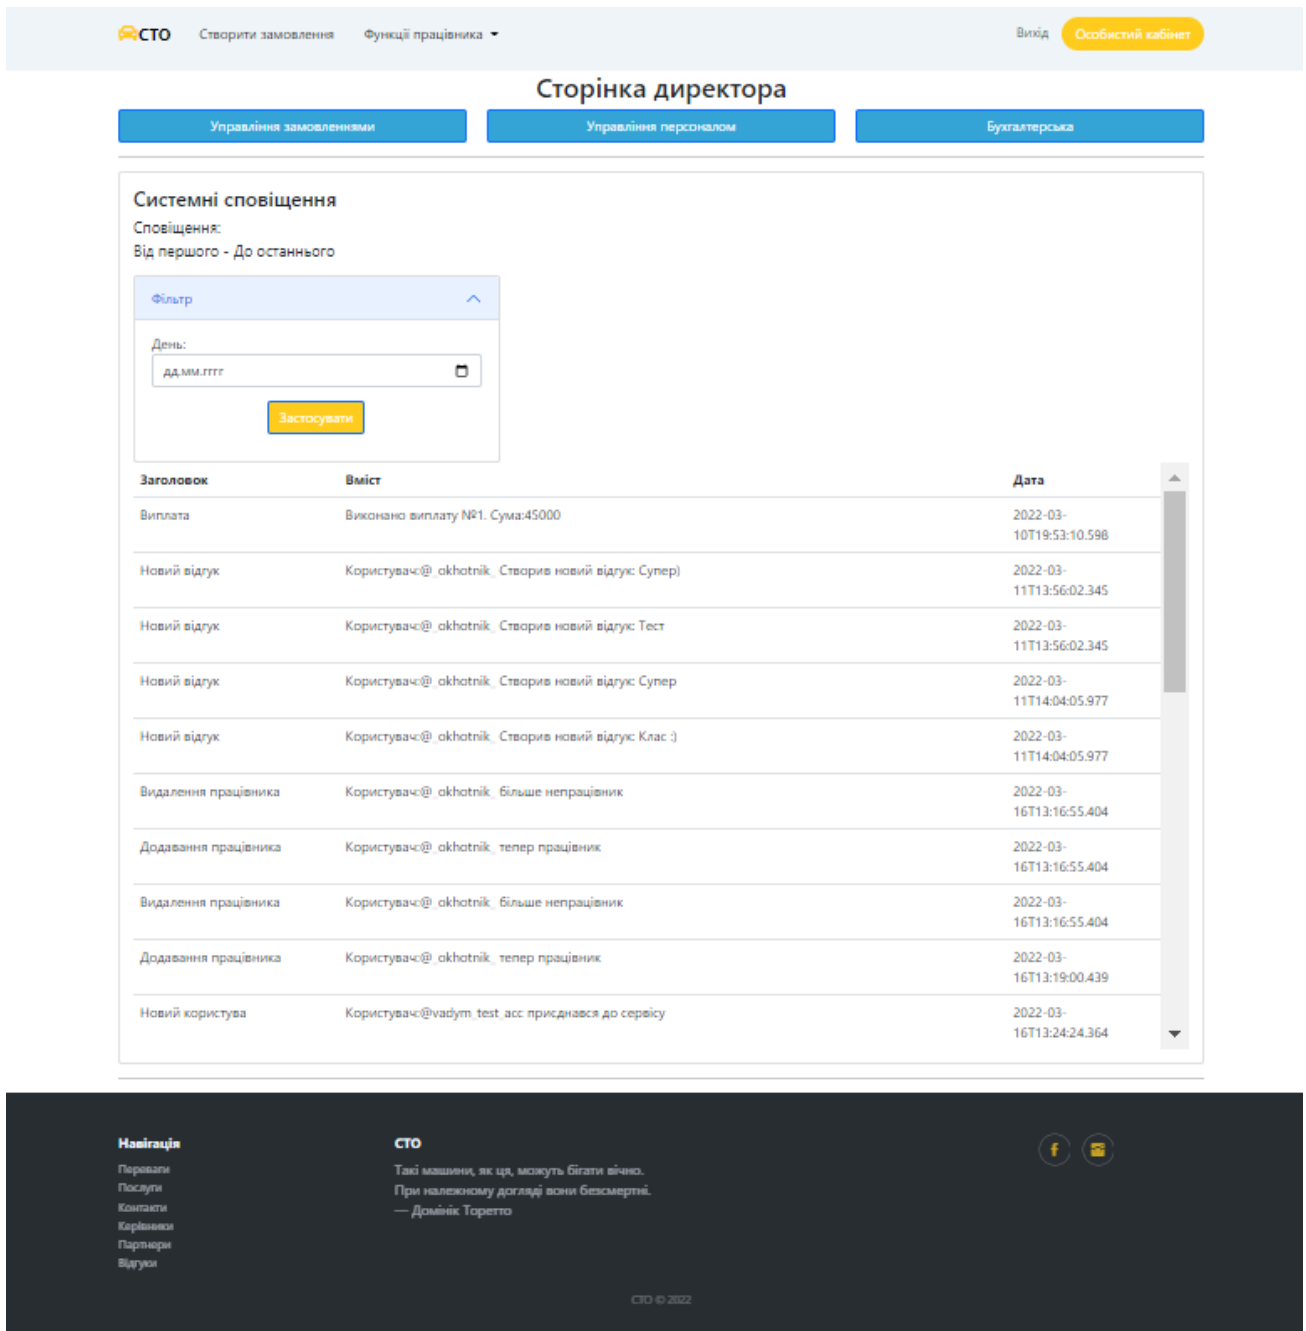 СТО Створити замовлення Функції працівника Вихід Особистий кабінет
Сторінка директора
Управління замовленнями Управління персоналом Бухгалтерська
Системні сповіщення
Сповіщення:
Від першого - До останнього
Фільтр
День:
дд.мм.гггг
Застосувати
Заголовок Вміст Дата
Виплата Виконано виплату №1. Сума:45000 2022-03-
10T19:53:10.598
Новий відгук Користувач:@_okhotnik_ Створив новий відгук: Супер) 2022-03-
11T13:56:02.345
Новий відгук Користувач:@_okhotnik_ Створив новий відгук: Тест 2022-03-
11T13:56:02.345
Новий відгук Користувач:@_okhotnik_ Створив новий відгук: Супер 2022-03-
11T14:04:05.977
Новий відгук Користувач:@_okhotnik_ Створив новий відгук: Клас :) 2022-03-
11T14:04:05.977
Видалення працівника Користувач:@_okhotnik_ більше непрацівник 2022-03-
16T13:16:55.404
Додавання працівника Користувач:@_okhotnik_ тепер працівник 2022-03-
16T13:16:55.404
Видалення працівника Користувач:@_okhotnik_ більше непрацівник 2022-03-
16T13:16:55.404
Додавання працівника Користувач:@_okhotnik_ тепер працівник 2022-03-
16T13:19:00.439
Новий користува Користувач:@vadym_test_acc приєднався до сервісу 2022-03-
16T13:24:24.364
Навігація
Переваги
Послуги
Контакти
Керівники
Партнери
Відгуки
СТО
Такі машини, як ця, можуть бігати вічно.
При належному догляді вони безсмертні.
— Домінік Торетто
СТО © 2022